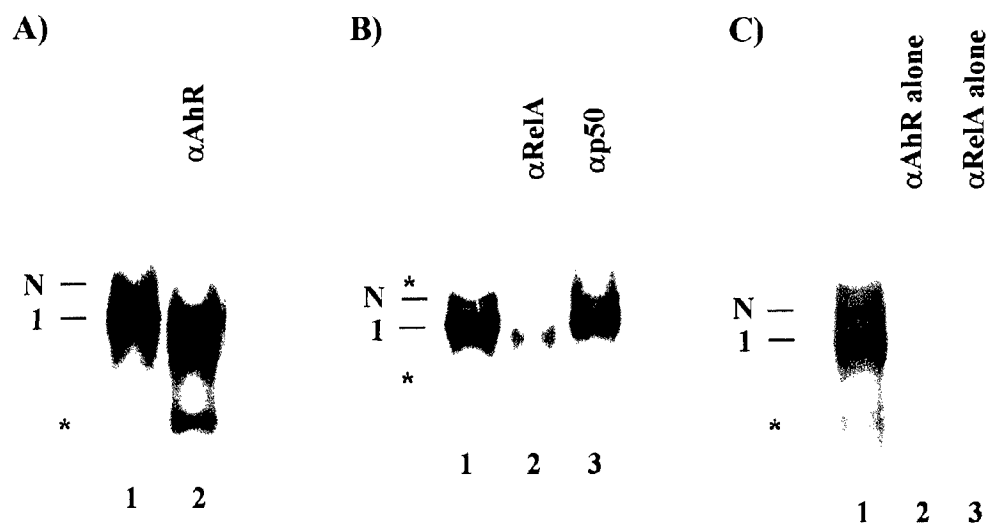 A)
αAhR
N
1
*
1 2
B)
αRelA
αp50
*
N
1
*
1 2 3
C)
αAhR alone
αRelA alone
N
1
*
1 2 3